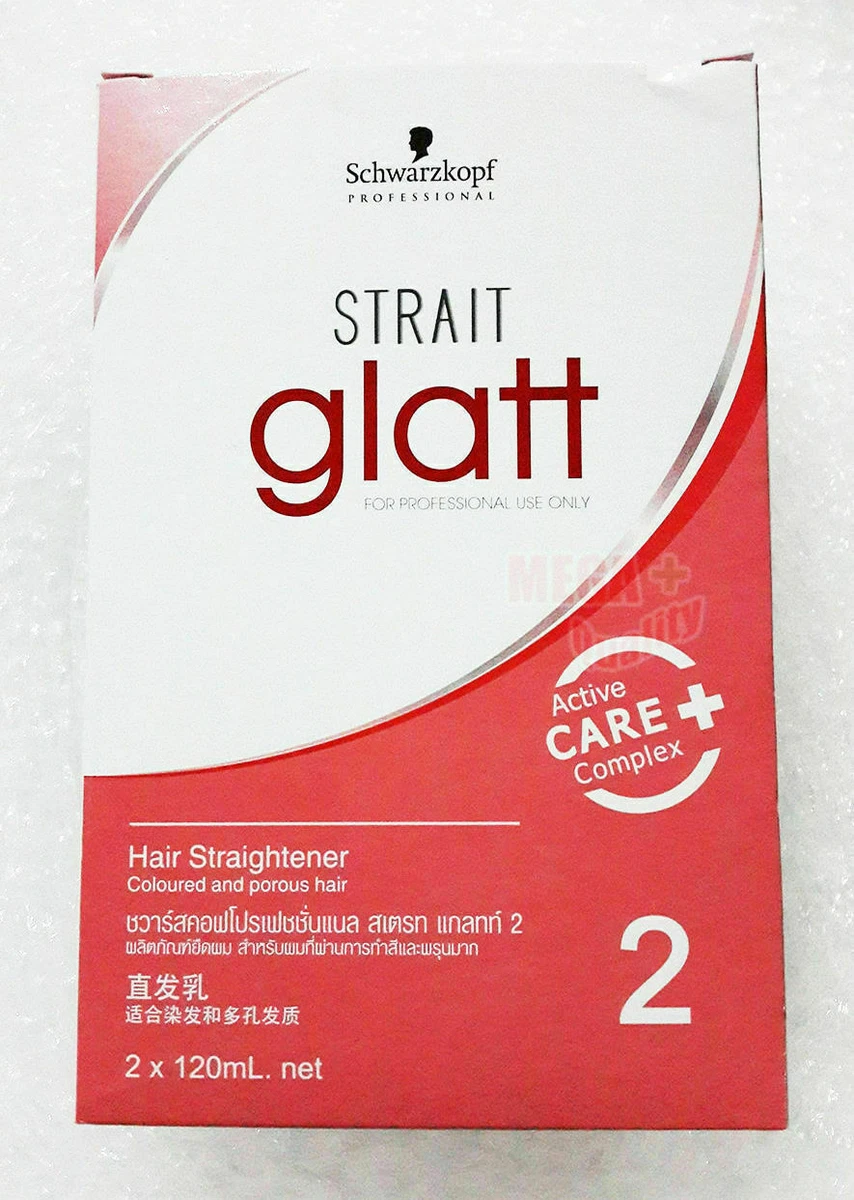 Schwarzkopf
PROFESSIONAL
STRAIT
glatt
FOR PROFESSIONAL USE ONLY
MEGA+
Quality
Active
CARE +
Complex
Hair Straightener
Coloured and porous hair
ชวาร์สคอฟโปรเฟชชั่นแนล สเตรท แกลทท์ 2
ผลิตภัณฑ์ยืดผม สำหรับผมที่ผ่านการทำสีและพรุนมาก
直发乳
适合染发和多孔发质
2 x 120mL. net
2